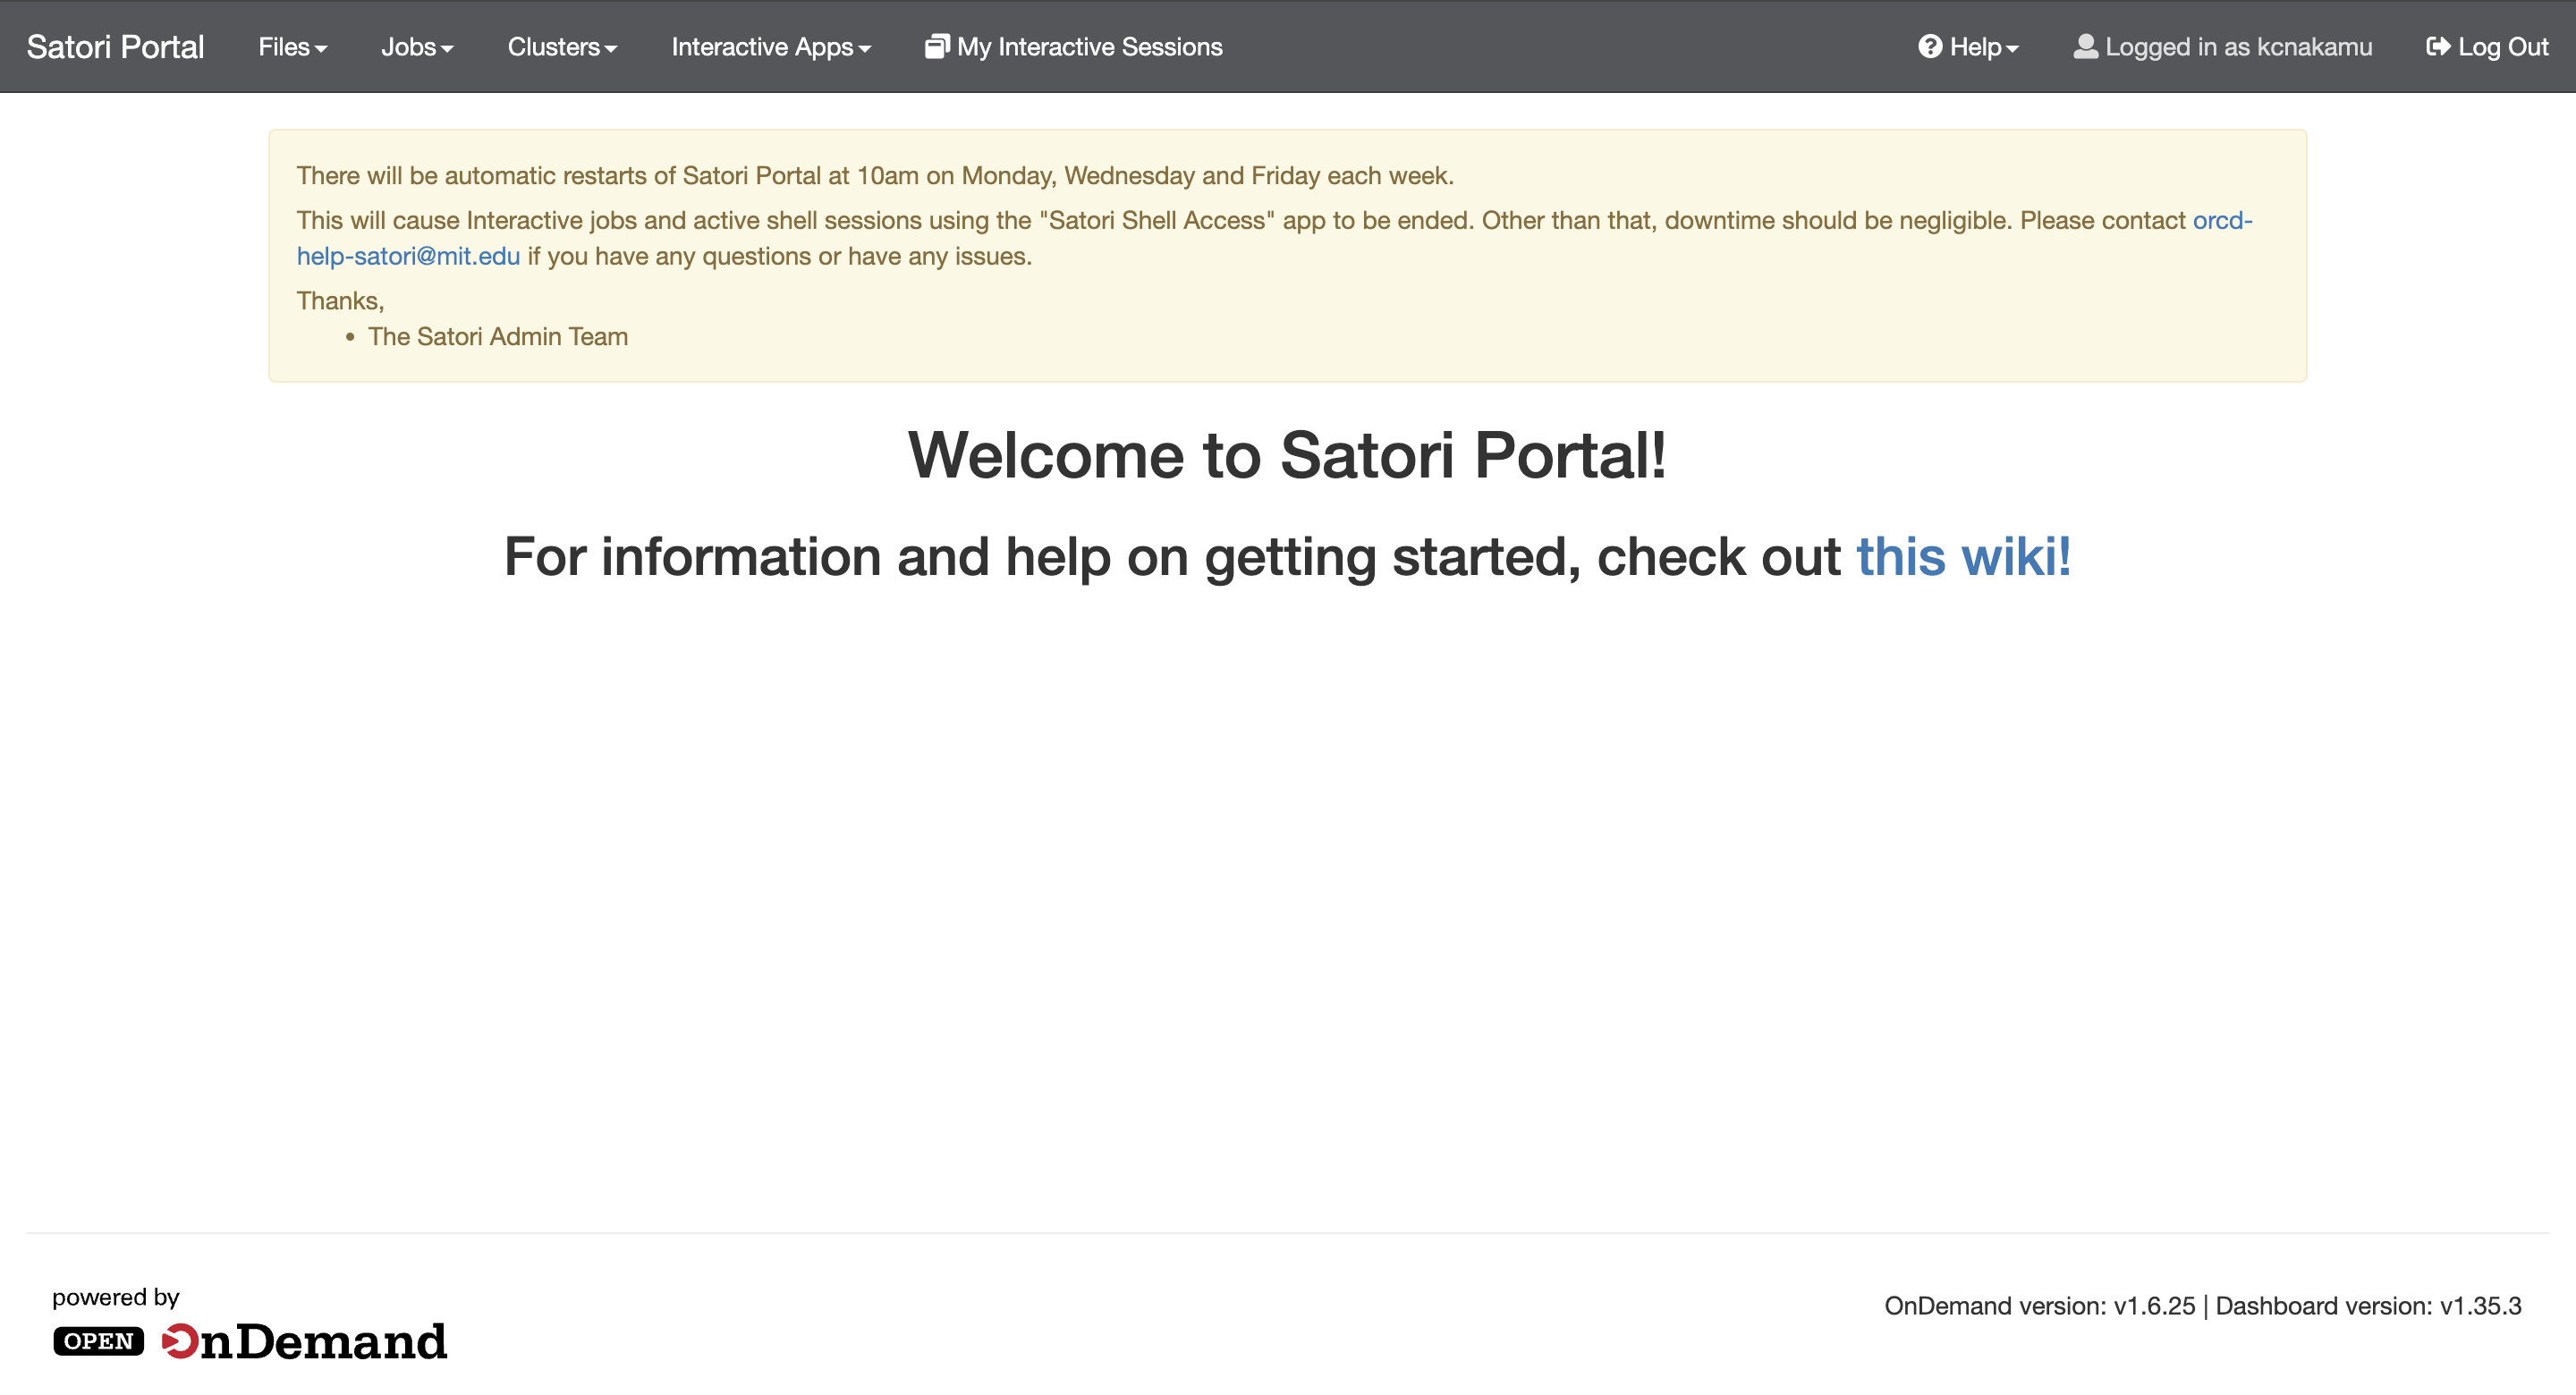 Satori Portal Files Jobs Clusters Interactive Apps My Interactive Sessions Help Logged in as kcnakamu Log Out
There will be automatic restarts of Satori Portal at 10am on Monday, Wednesday and Friday each week.
This will cause Interactive jobs and active shell sessions using the "Satori Shell Access" app to be ended. Other than that, downtime should be negligible. Please contact orcd-
help-satori@mit.edu if you have any questions or have any issues.
Thanks,
• The Satori Admin Team
Welcome to Satori Portal!
For information and help on getting started, check out this wiki!
powered by
OPEN OnDemand
OnDemand version: v1.6.25 | Dashboard version: v1.35.3